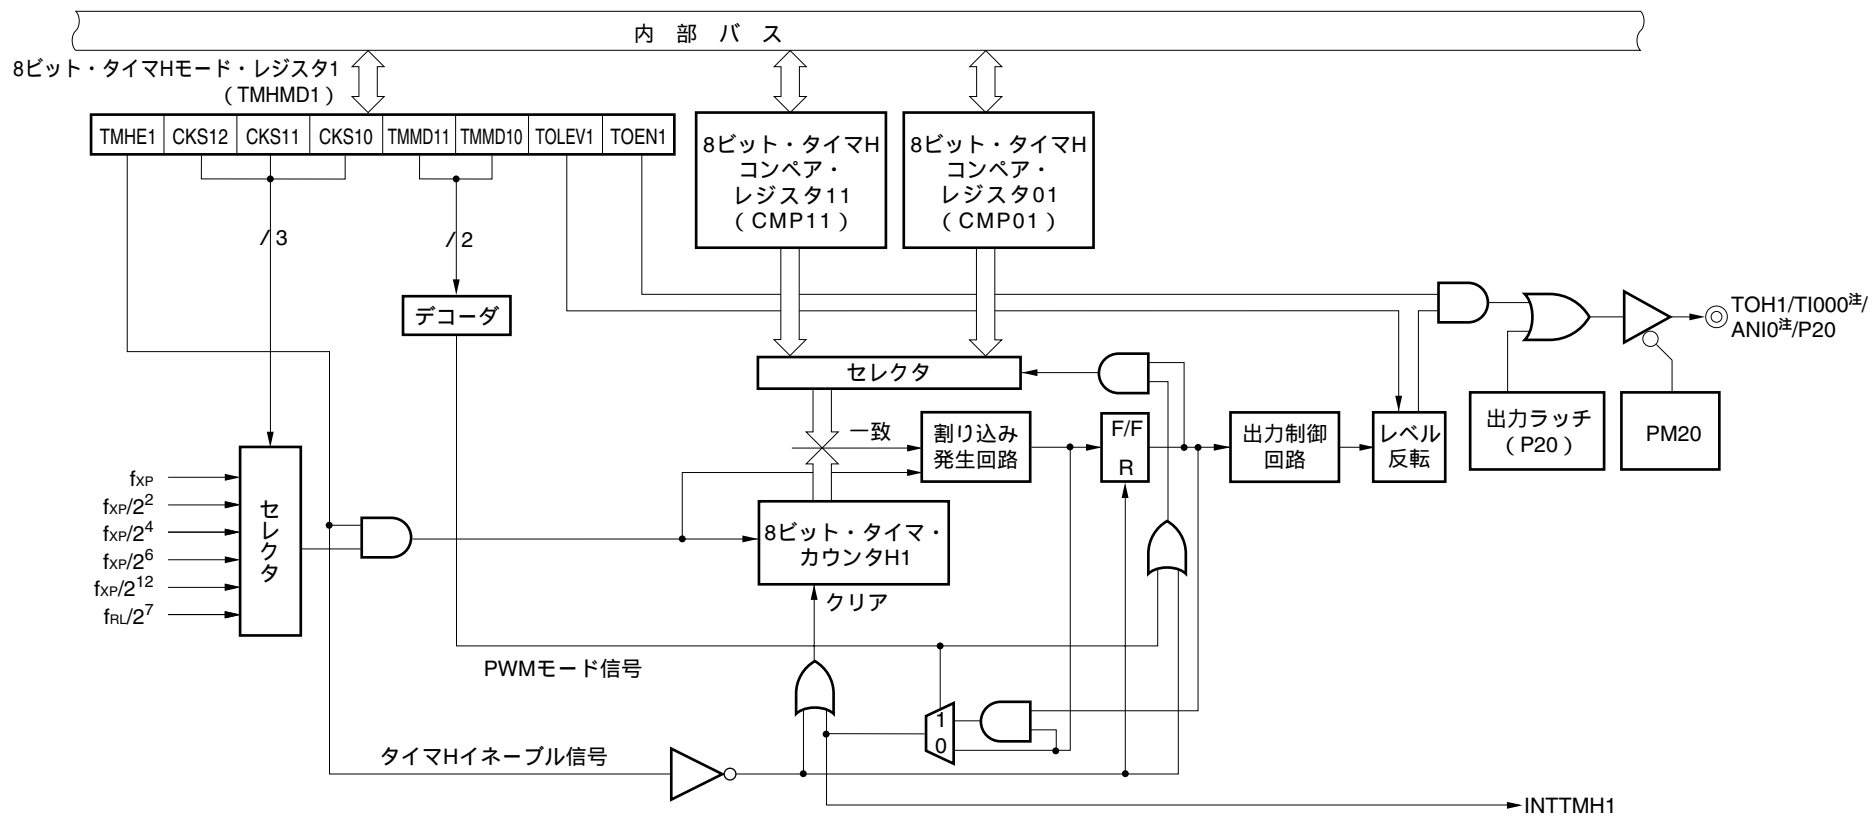 内 部 バ ス
8ビット・タイマHモード・レジスタ1
(TMHMD1)
TMHE1 CKS12 CKS11 CKS10 TMMD11 TMMD10 TOLEV1 TOEN1
8ビット・タイマH
コンペア・
レジスタ11
(CMP11)
8ビット・タイマH
コンペア・
レジスタ01
(CMP01)
/3
/2
デコーダ
TOH1/TI000注/
ANI0注/P20
セレクタ
出力ラッチ
(P20)
PM20
一致
割り込み
発生回路
F/F
R
出力制御
回路
レベル
反転
fXP
fXP/2²
fXP/2⁴
fXP/2⁶
fXP/2¹²
fRL/2⁷
セレクタ
8ビット・タイマ・
カウンタH1
クリア
PWMモード信号
1
0
タイマHイネーブル信号
INTTMH1